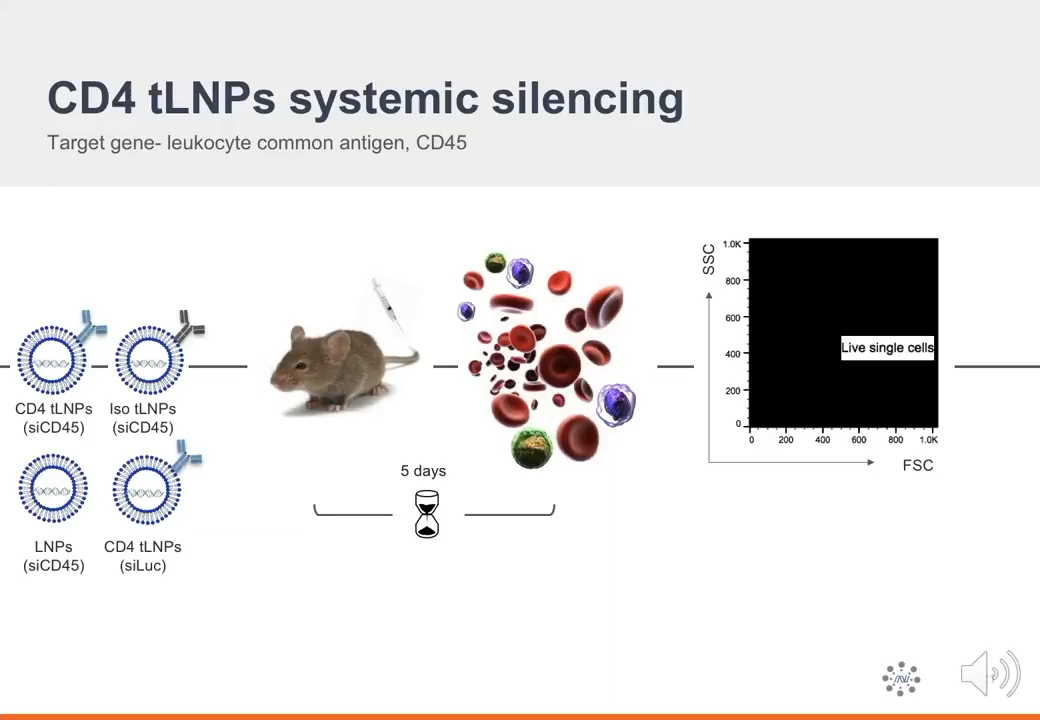 CD4 tLNPs systemic silencing
Target gene- leukocyte common antigen, CD45
CD4 tLNPs
(siCD45)
Iso tLNPs
(siCD45)
LNPs
(siCD45)
CD4 tLNPs
(siLuc)
5 days
SSC
1.0K
800
600
400
200
0
Live single cells
0 200 400 600 800 1.0K
FSC